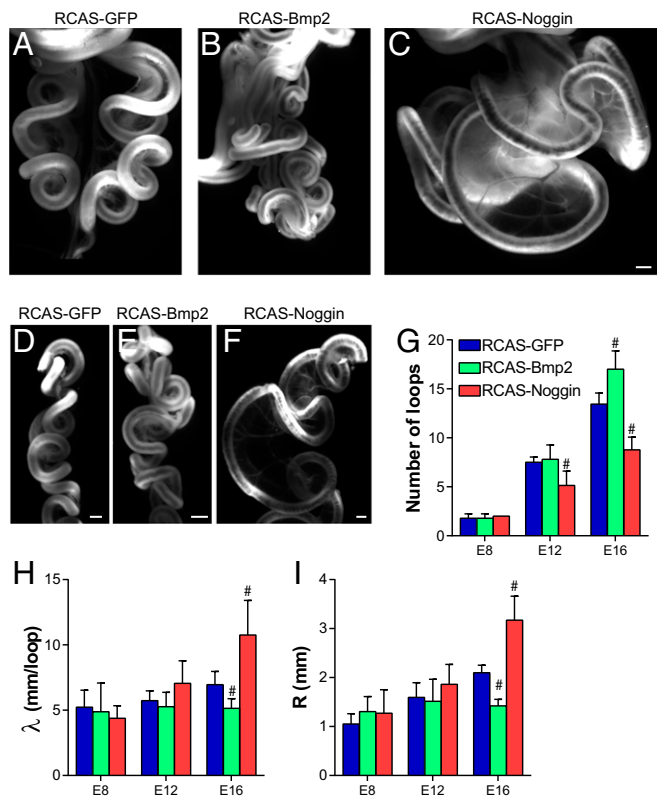 RCAS-GFP RCAS-Bmp2 RCAS-Noggin
A B C
RCAS-GFP RCAS-Bmp2 RCAS-Noggin
D E F
G
Number of loops
20
15
10
5
0
RCAS-GFP
RCAS-Bmp2
RCAS-Noggin
# # #
E8 E12 E16
H
λ (mm/loop)
15
10
5
0
# #
E8 E12 E16
I
R (mm)
4
3
2
1
0
# #
E8 E12 E16